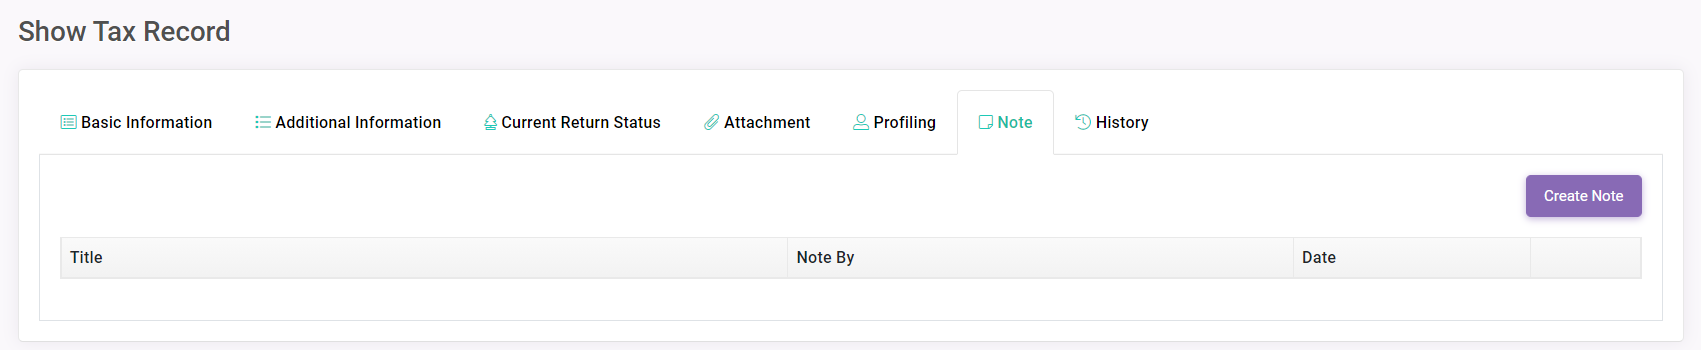 Show Tax Record
Basic Information Additional Information Current Return Status Attachment Profiling Note History
Create Note
Title Note By Date